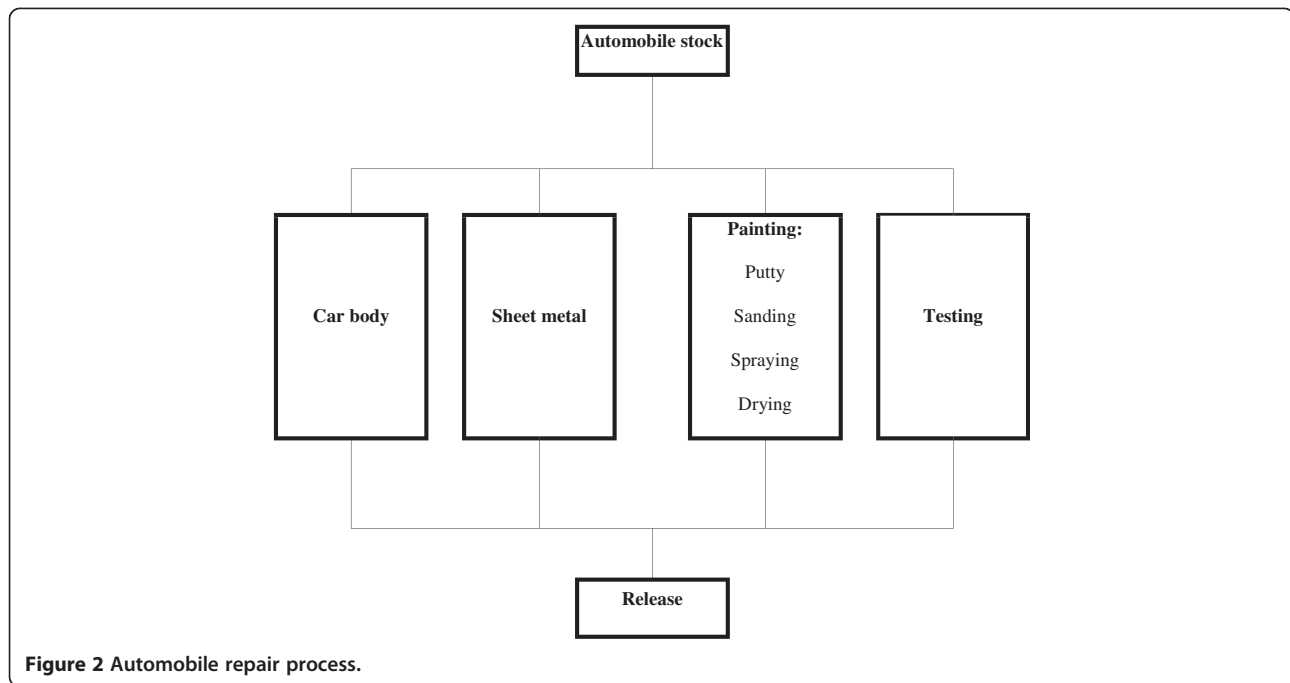 Automobile stock
Car body
Sheet metal
Painting:
Putty
Sanding
Spraying
Drying
Testing
Release
Figure 2 Automobile repair process.